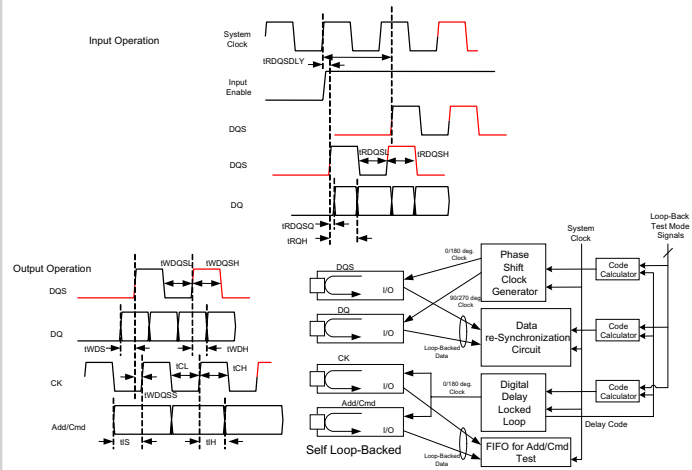 Input Operation
System
Clock
tRDQSDLY
Input
Enable
DQS
DQS
tRDQSL
tRDQSH
DQ
tRDQSQ
tRQH
Output Operation
tWDQSL
tWDQSH
DQS
DQ
tWDS
tWDH
tCL
tCH
CK
tWDQSS
Add/Cmd
tIS
tIH
Loop-Back
Test Mode
Signals
System
Clock
0/180 deg.
Clock
Phase
Shift
Clock
Generator
Code
Calculator
DQS
I/O
90/270 deg.
Clock
DQ
I/O
Loop-Backed
Data
Data
re-Synchronization
Circuit
Code
Calculator
CK
I/O
0/180 deg.
Clock
Digital
Delay
Locked
Loop
Code
Calculator
Delay Code
Add/Cmd
I/O
Self Loop-Backed
Loop-Backed
Data
FIFO for Add/Cmd
Test